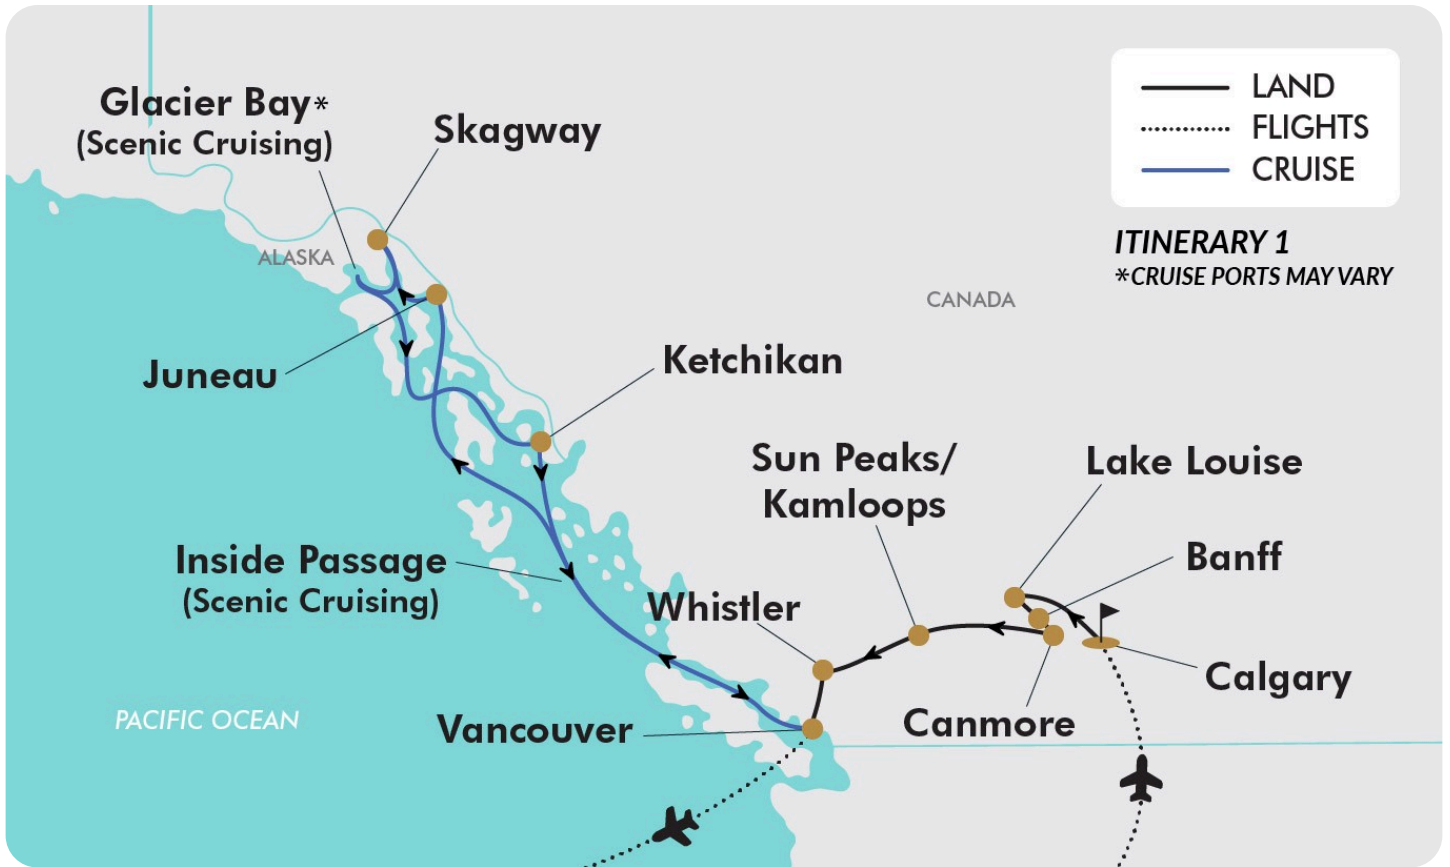 Glacier Bay*
(Scenic Cruising)
Skagway
LAND
FLIGHTS
CRUISE
ITINERARY 1
*CRUISE PORTS MAY VARY
ALASKA
CANADA
Juneau
Ketchikan
Sun Peaks/
Kamloops
Lake Louise
Banff
Inside Passage
(Scenic Cruising)
Whistler
Calgary
PACIFIC OCEAN
Vancouver
Canmore